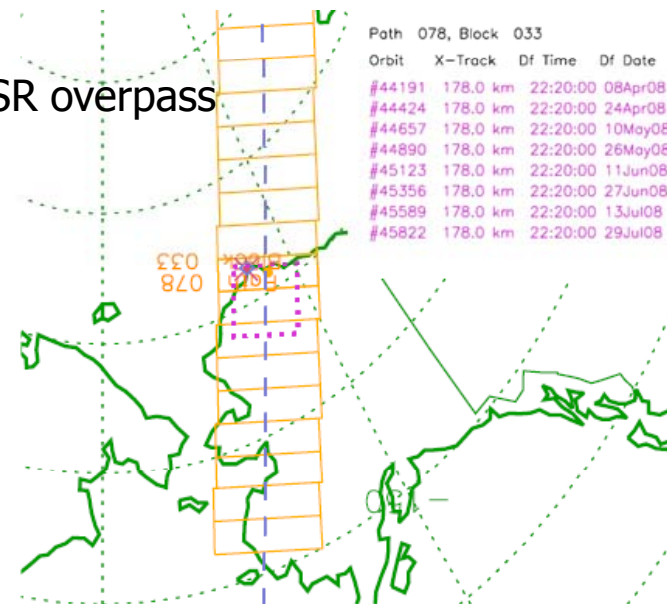 SR overpass
Path 078, Block 033
Orbit X-Track Df Time Df Date
#44191 178.0 km 22:20:00 08Apr08
#44424 178.0 km 22:20:00 24Apr08
#44657 178.0 km 22:20:00 10May08
#44890 178.0 km 22:20:00 26May08
#45123 178.0 km 22:20:00 11Jun08
#45356 178.0 km 22:20:00 27Jun08
#45589 178.0 km 22:20:00 13Jul08
#45822 178.0 km 22:20:00 29Jul08
Block 033
Path 078